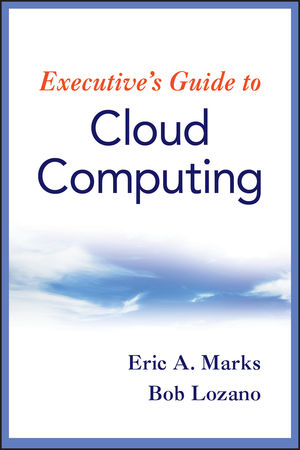 Executive's Guide to
Cloud
Computing
Eric A. Marks
Bob Lozano